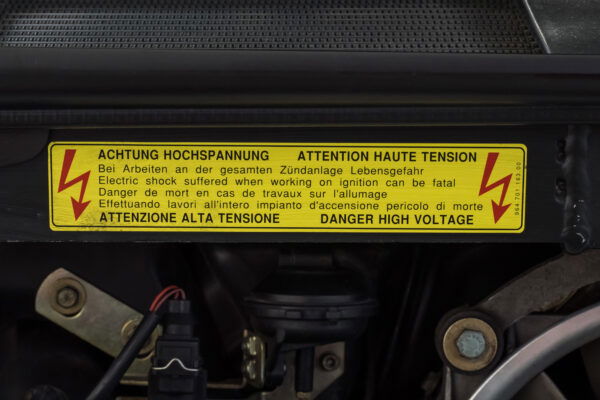 ACHTUNG HOCHSPANNUNG ATTENTION HAUTE TENSION
Bei Arbeiten an der gesamten Zündanlage Lebensgefahr
Electric shock suffered when working on ignition can be fatal
Danger de mort en cas de travaux sur l'allumage
Effettuando lavori all'intero impianto d'accensione pericolo di morte
ATTENZIONE ALTA TENSIONE DANGER HIGH VOLTAGE